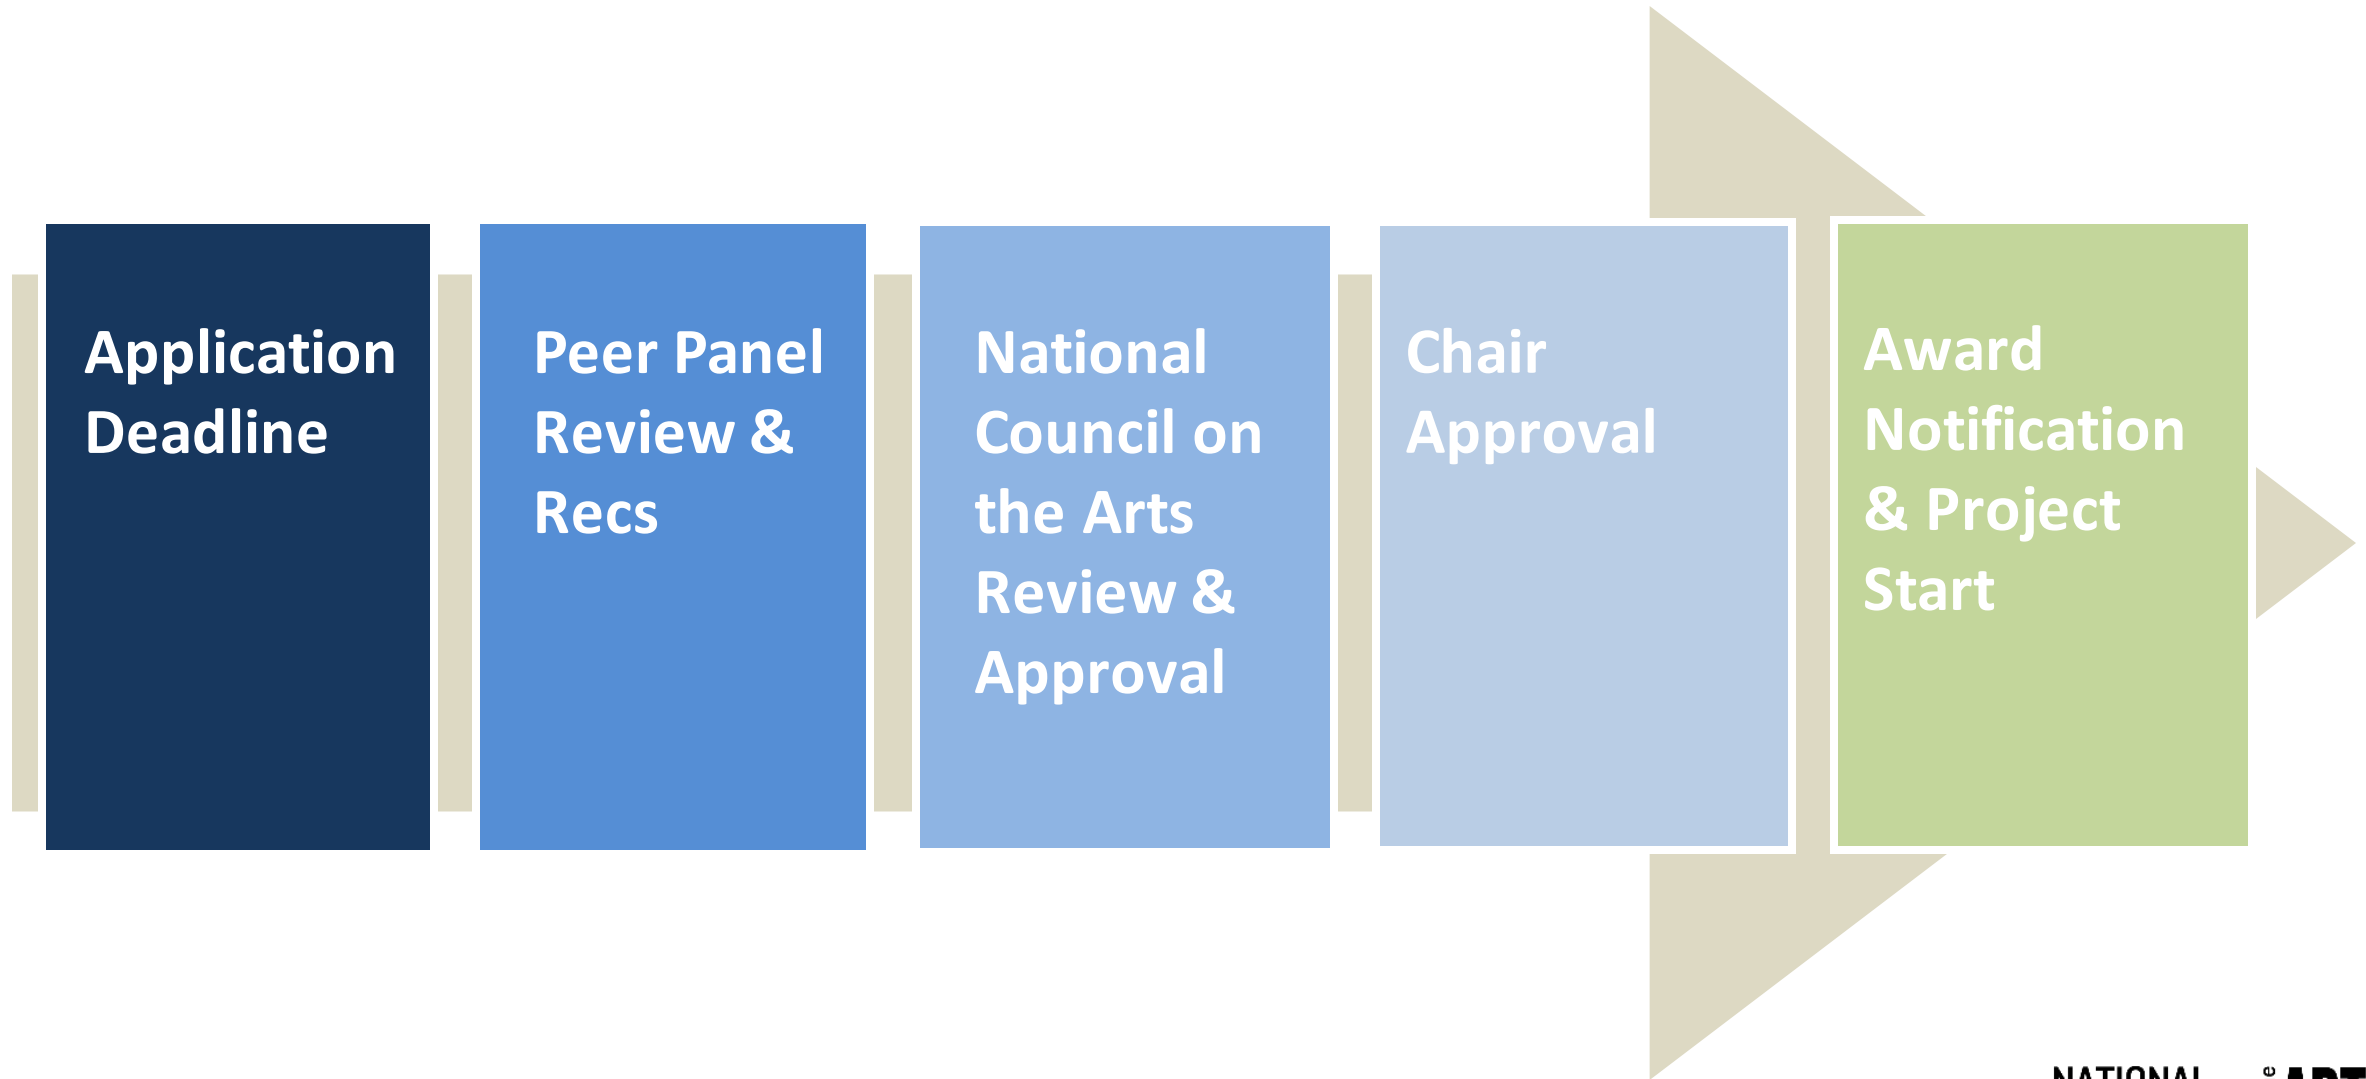 Application
Deadline
Peer Panel
Review &
Recs
National
Council on
the Arts
Review &
Approval
Chair
Approval
Award
Notification
& Project
Start
NATIONAL